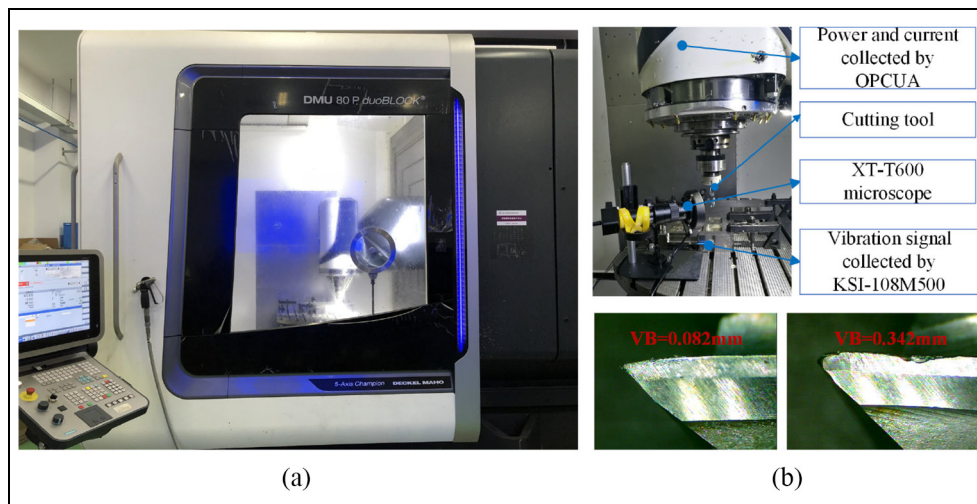 DMU 80 P duoBLOCK®
5-Axis Champion DECKEL MAHO
Power and current
collected by
OPCUA
Cutting tool
XT-T600
microscope
Vibration signal
collected by
KSI-108M500
VB=0.082mm
VB=0.342mm
(a)
(b)